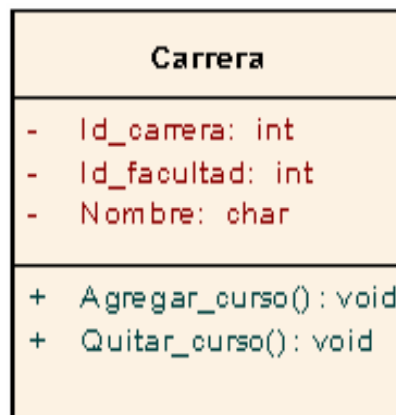 Carrera
- Id_carrera: int
- Id_facultad: int
- Nombre: char
+ Agregar_curso() : void
+ Quitar_curso(): void